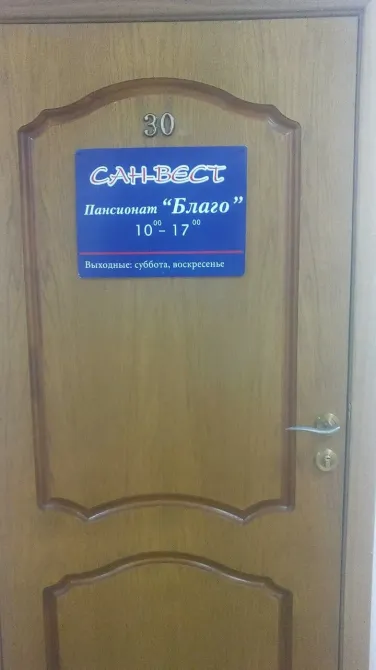 30
САН-ВЕСТ
Пансионат “Благо”
10⁰⁰- 17⁰⁰
Выходные: суббота, воскресенье